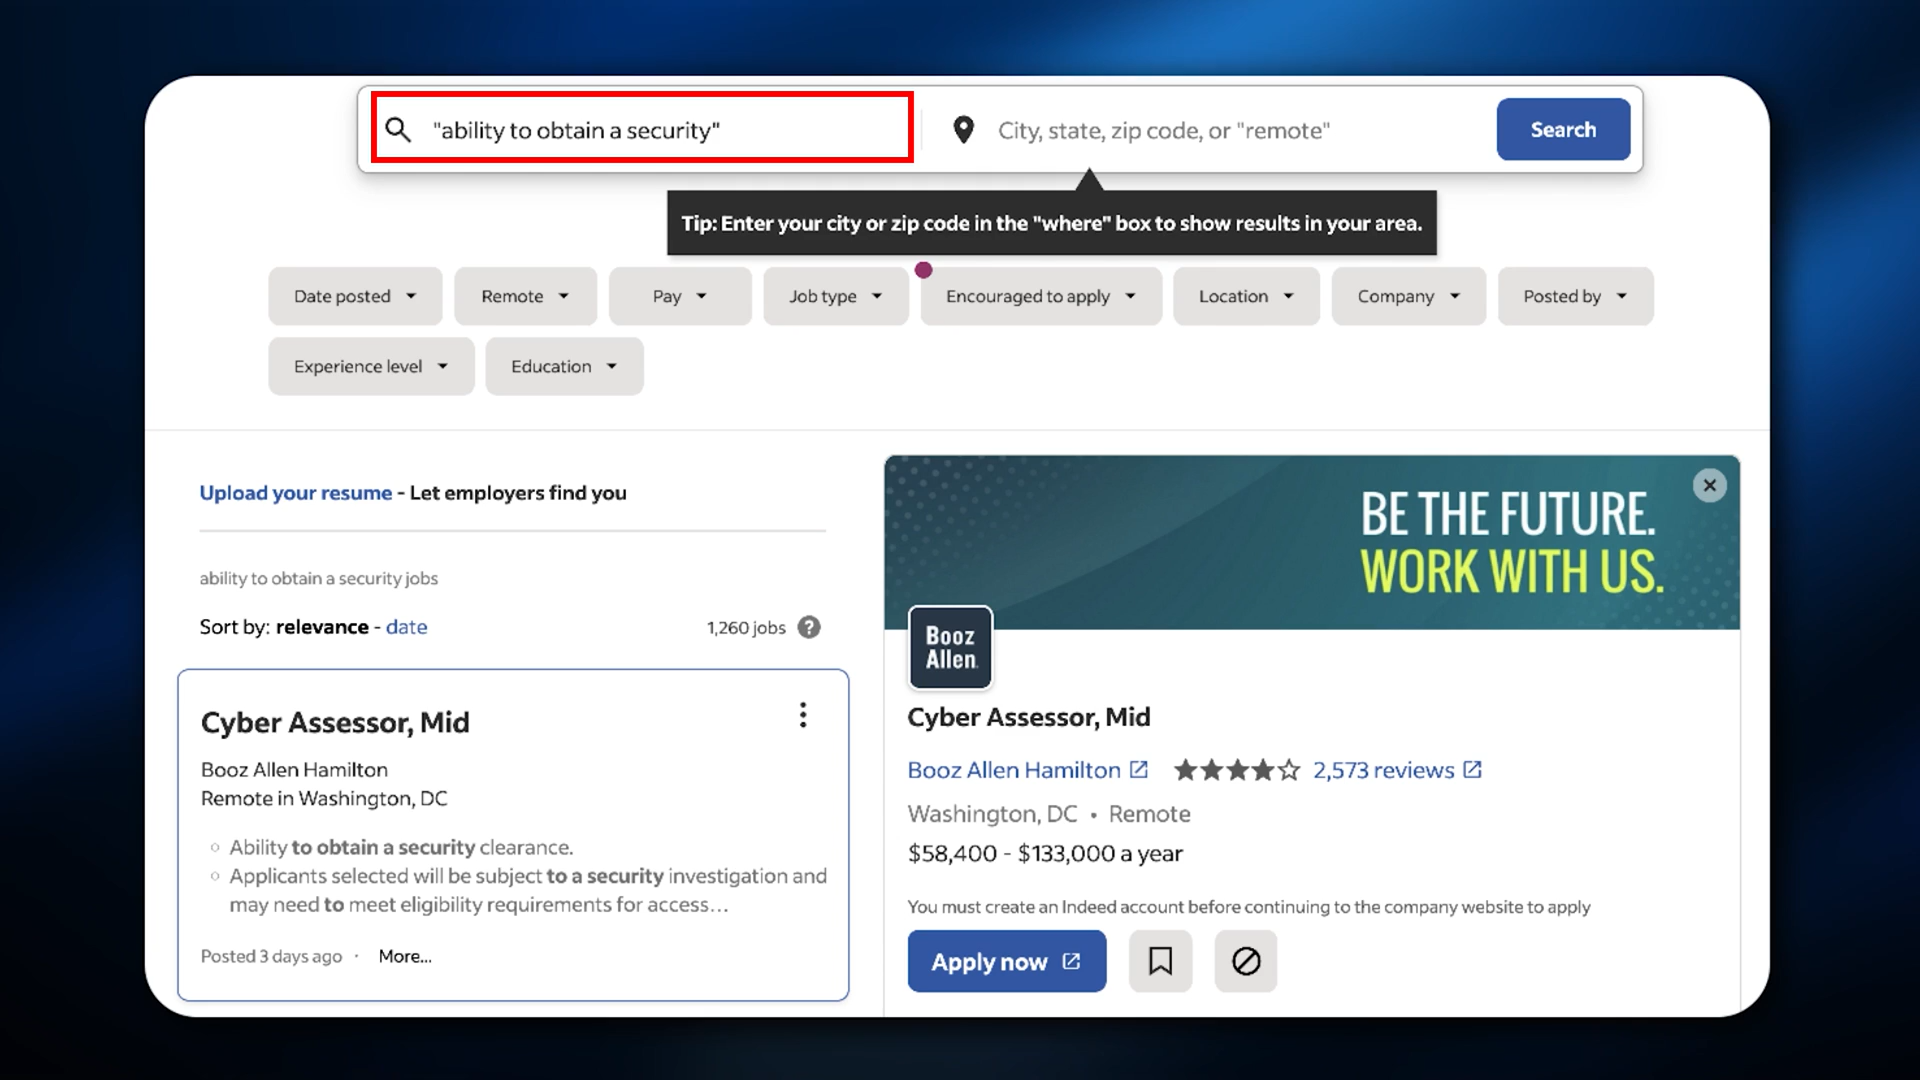 "ability to obtain a security"
City, state, zip code, or "remote"
Search
Tip: Enter your city or zip code in the "where" box to show results in your area.
Date posted
Remote
Pay
Job type
Encouraged to apply
Location
Company
Posted by
Experience level
Education
Upload your resume - Let employers find you
ability to obtain a security jobs
Sort by: relevance - date
1,260 jobs
?
Cyber Assessor, Mid
Booz Allen Hamilton
Remote in Washington, DC
Ability to obtain a security clearance.
Applicants selected will be subject to a security investigation and
may need to meet eligibility requirements for access...
Posted 3 days ago · More...
BE THE FUTURE.
WORK WITH US.
Booz
Allen
Cyber Assessor, Mid
Booz Allen Hamilton
2,573 reviews
Washington, DC • Remote
$58,400 - $133,000 a year
You must create an Indeed account before continuing to the company website to apply
Apply now